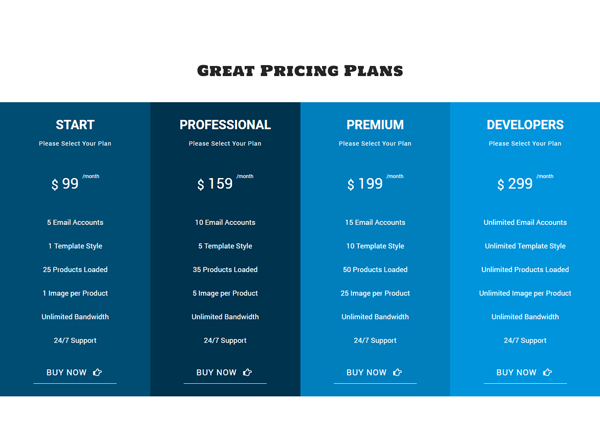 Great Pricing Plans
START
Please Select Your Plan
$ 99 /month
5 Email Accounts
1 Template Style
25 Products Loaded
1 Image per Product
Unlimited Bandwidth
24/7 Support
BUY NOW
PROFESSIONAL
Please Select Your Plan
$ 159 /month
10 Email Accounts
5 Template Style
35 Products Loaded
5 Image per Product
Unlimited Bandwidth
24/7 Support
BUY NOW
PREMIUM
Please Select Your Plan
$ 199 /month
15 Email Accounts
10 Template Style
50 Products Loaded
25 Image per Product
Unlimited Bandwidth
24/7 Support
BUY NOW
DEVELOPERS
Please Select Your Plan
$ 299 /month
Unlimited Email Accounts
Unlimited Template Style
Unlimited Products Loaded
Unlimited Image per Product
Unlimited Bandwidth
24/7 Support
BUY NOW